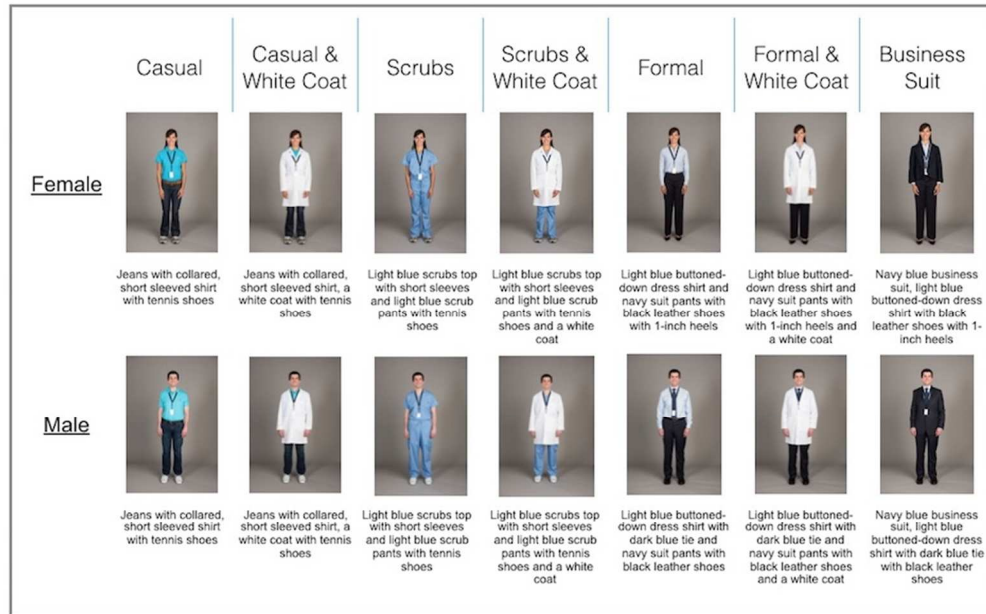 Casual
Casual &
White Coat
Scrubs
Scrubs &
White Coat
Formal
Formal &
White Coat
Business
Suit
Female
Jeans with collared,
short sleeved shirt
with tennis shoes
Jeans with collared,
short sleeved shirt, a
white coat with tennis
shoes
Light blue scrubs top
with short sleeves
and light blue scrub
pants with tennis
shoes
Light blue scrubs top
with short sleeves
and light blue scrub
pants with tennis
shoes and a white
coat
Light blue buttoned-
down dress shirt and
navy suit pants with
black leather shoes
with 1-inch heels
Light blue buttoned-
down dress shirt and
navy suit pants with
black leather shoes
with 1-inch heels and
a white coat
Navy blue business
suit, light blue
buttoned-down dress
shirt with black
leather shoes with 1-
inch heels
Male
Jeans with collared,
short sleeved shirt
with tennis shoes
Jeans with collared,
short sleeved shirt, a
white coat with tennis
shoes
Light blue scrubs top
with short sleeves
and light blue scrub
pants with tennis
shoes
Light blue scrubs top
with short sleeves
and light blue scrub
pants with tennis
shoes and a white
coat
Light blue buttoned-
down dress shirt with
dark blue tie and
navy suit pants with
black leather shoes
Light blue buttoned-
down dress shirt with
dark blue tie and
navy suit pants with
black leather shoes
and a white coat
Navy blue business
suit, light blue
buttoned-down dress
shirt with dark blue tie
with black leather
shoes